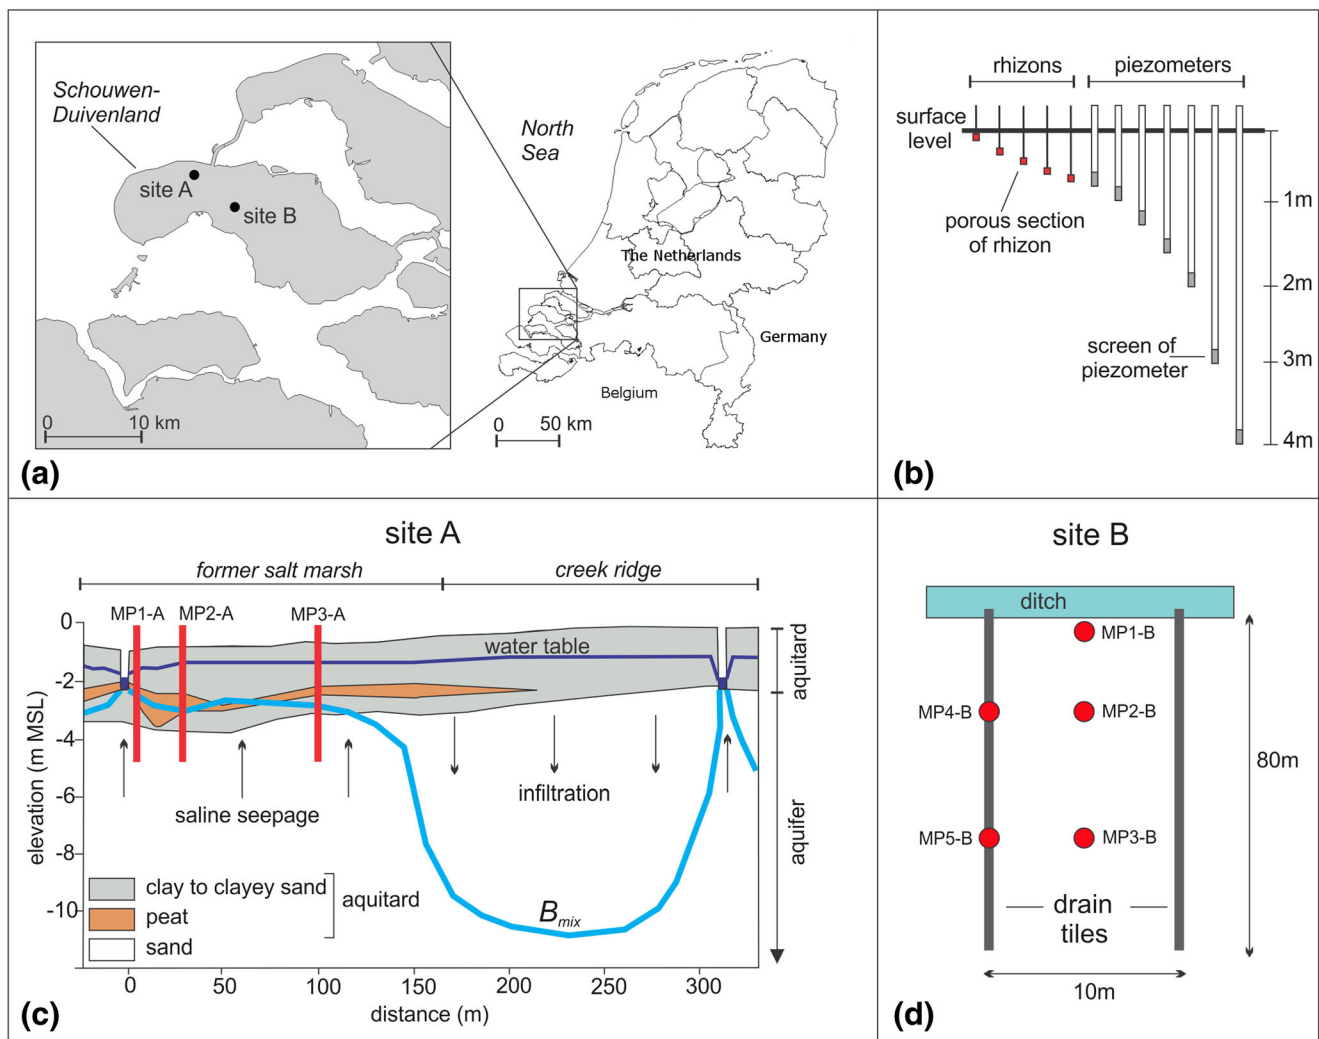 Schouwen-
Duivenland
site A
site B
0
10 km
North
Sea
The Netherlands
Germany
Belgium
0
50 km
(a)
rhizons
piezometers
surface
level
porous section
of rhizon
screen of
piezometer
1m
2m
3m
4m
(b)
site A
former salt marsh
creek ridge
MP1-A
MP2-A
MP3-A
water table
aquitard
aquifer
saline seepage
infiltration
Bmix
clay to clayey sand
peat
sand
aquitard
elevation (m MSL)
0
-2
-4
-6
-8
-10
0
50
100
150
200
250
300
distance (m)
(c)
site B
ditch
MP1-B
MP4-B
MP2-B
MP5-B
MP3-B
80m
drain
tiles
10m
(d)